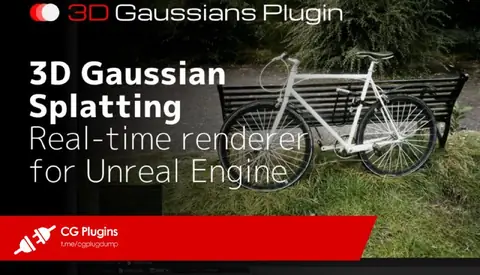 3D Gaussians Plugin
3D Gaussian
Splatting
Real-time renderer
for Unreal Engine
CG Plugins
t.me/cgplugdump